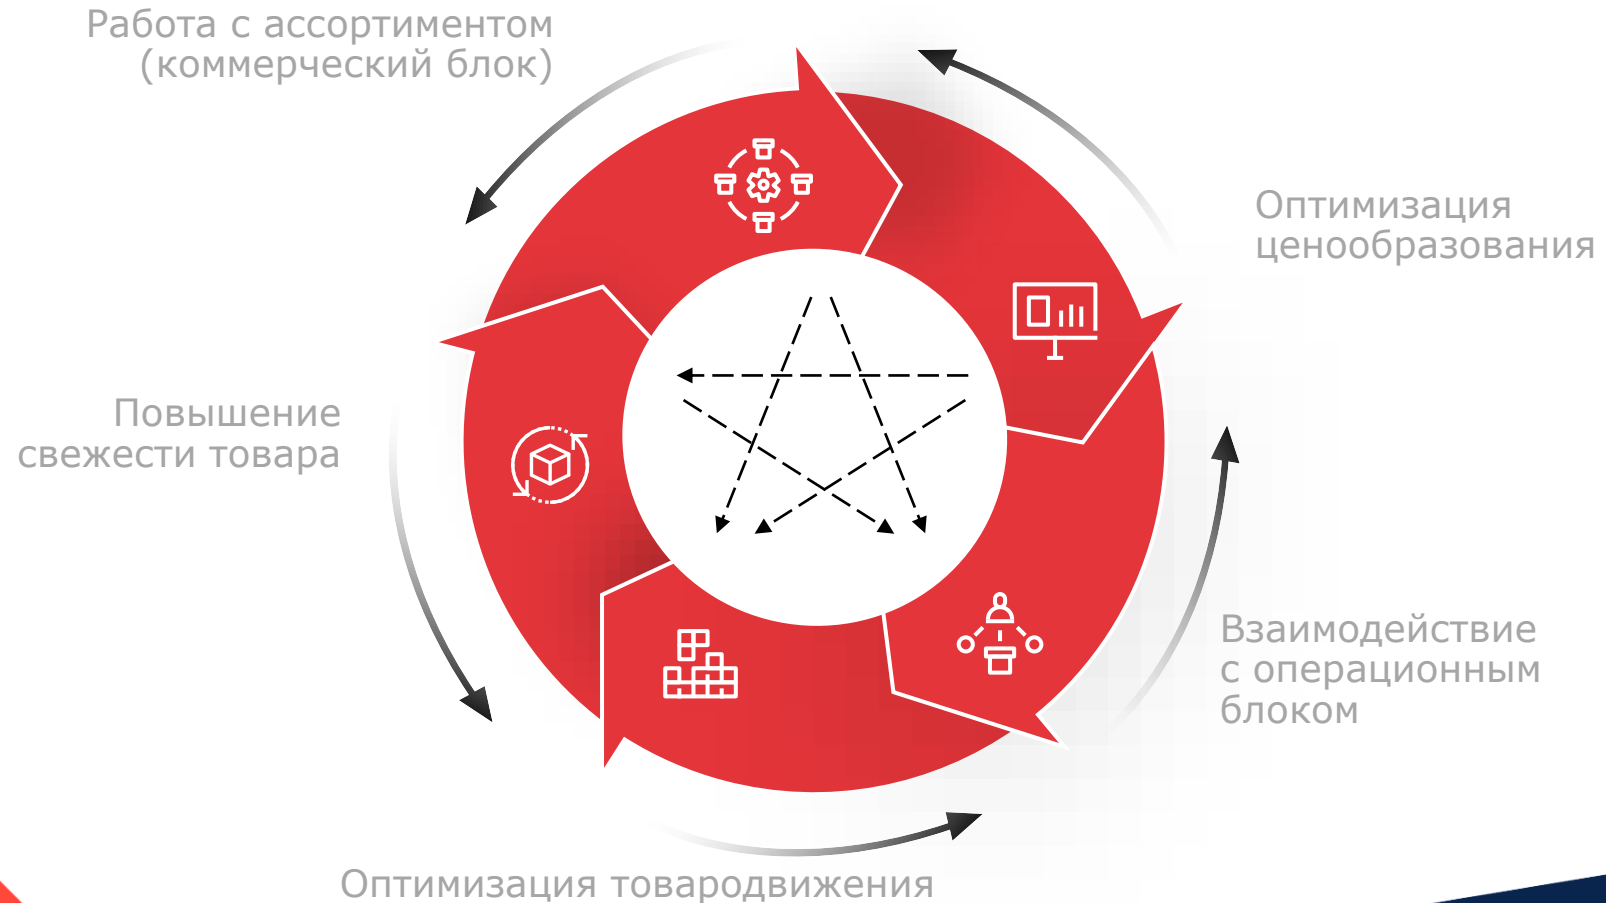 Работа с ассортиментом
(коммерческий блок)
Оптимизация
ценообразования
Повышение
свежести товара
Взаимодействие
с операционным
блоком
Оптимизация товародвижения